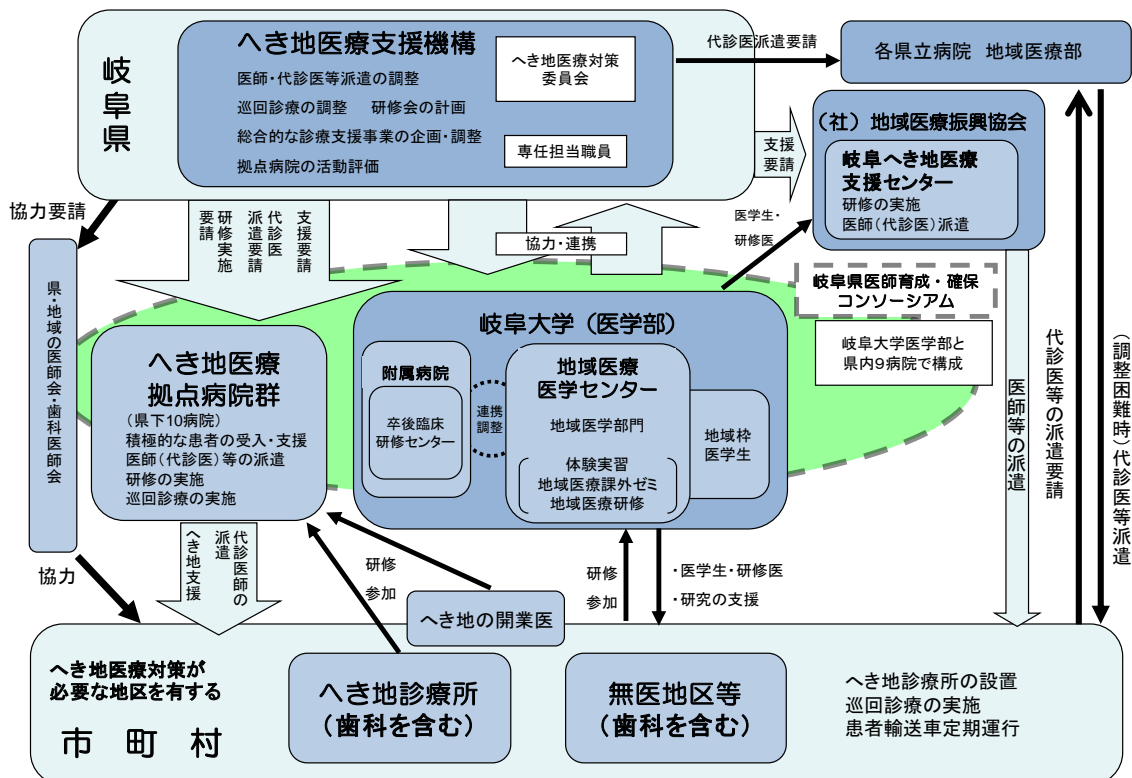 岐阜県
へき地医療支援機構
医師・代診医等派遣の調整
巡回診療の調整　研修会の計画
総合的な診療支援事業の企画・調整
拠点病院の活動評価
へき地医療対策
委員会
専任担当職員
代診医派遣要請
各県立病院 地域医療部
支援
要請
（社）地域医療振興協会
岐阜へき地医療
支援センター
研修の実施
医師（代診医）派遣
協力要請
支援要請
代診医
派遣要請
研修実施
要請
協力・連携
医学生・
研修医
県・地域の医師会・歯科医師会
岐阜県医師育成・確保
コンソーシアム
岐阜大学医学部と
県内9病院で構成
へき地医療
拠点病院群
（県下10病院）
積極的な患者の受入・支援
医師（代診医）等の派遣
研修の実施
巡回診療の実施
岐阜大学（医学部）
附属病院
卒後臨床
研修センター
連携
調整
地域医療
医学センター
地域医学部門
体験実習
地域医療課外ゼミ
地域医療研修
地域枠
医学生
医師等の派遣
代診医等の派遣要請
（調整困難時）代診医等派遣
協力
代診医師の
派遣
へき地支援
研修
参加
へき地の開業医
研修
参加
・医学生・研修医
・研究の支援
へき地医療対策が
必要な地区を有する
市　町　村
へき地診療所
（歯科を含む）
無医地区等
（歯科を含む）
へき地診療所の設置
巡回診療の実施
患者輸送車定期運行